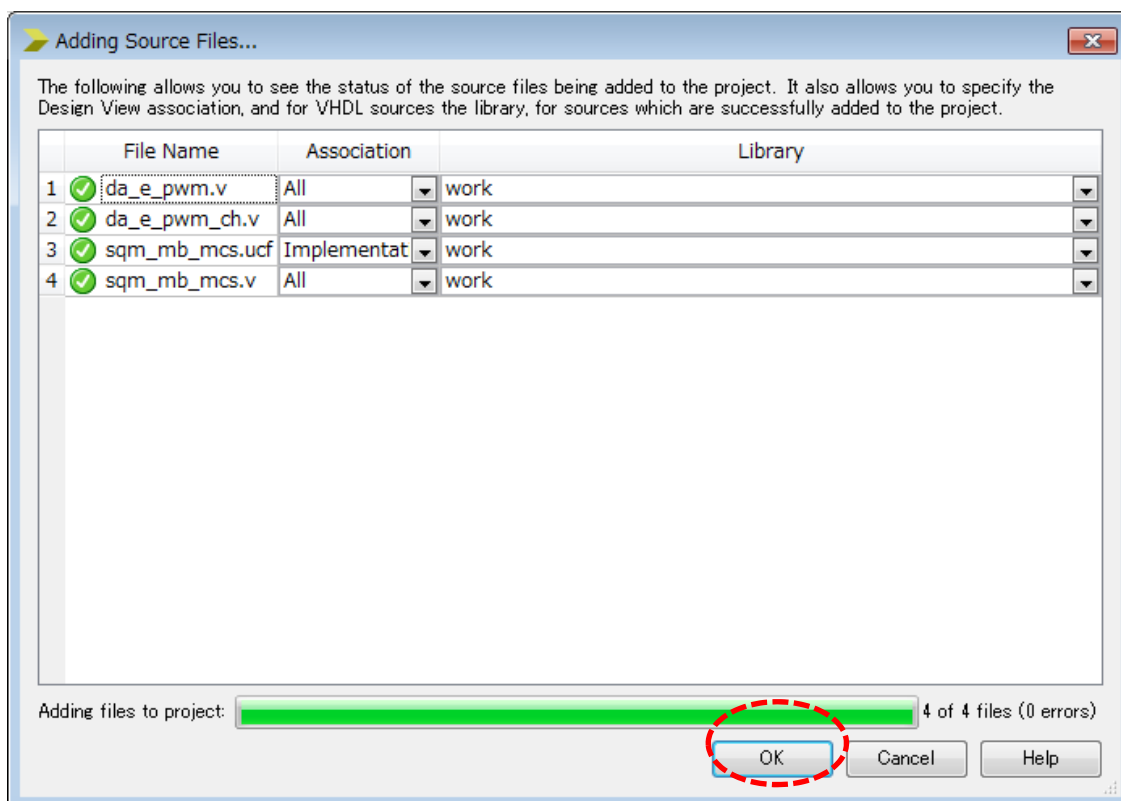 Adding Source Files...
The following allows you to see the status of the source files being added to the project. It also allows you to specify the
Design View association, and for VHDL sources the library, for sources which are successfully added to the project.
File Name Association Library
1 da_e_pwm.v All work
2 da_e_pwm_ch.v All work
3 sqm_mb_mcs.ucf Implementat work
4 sqm_mb_mcs.v All work
Adding files to project: 4 of 4 files (0 errors)
OK Cancel Help